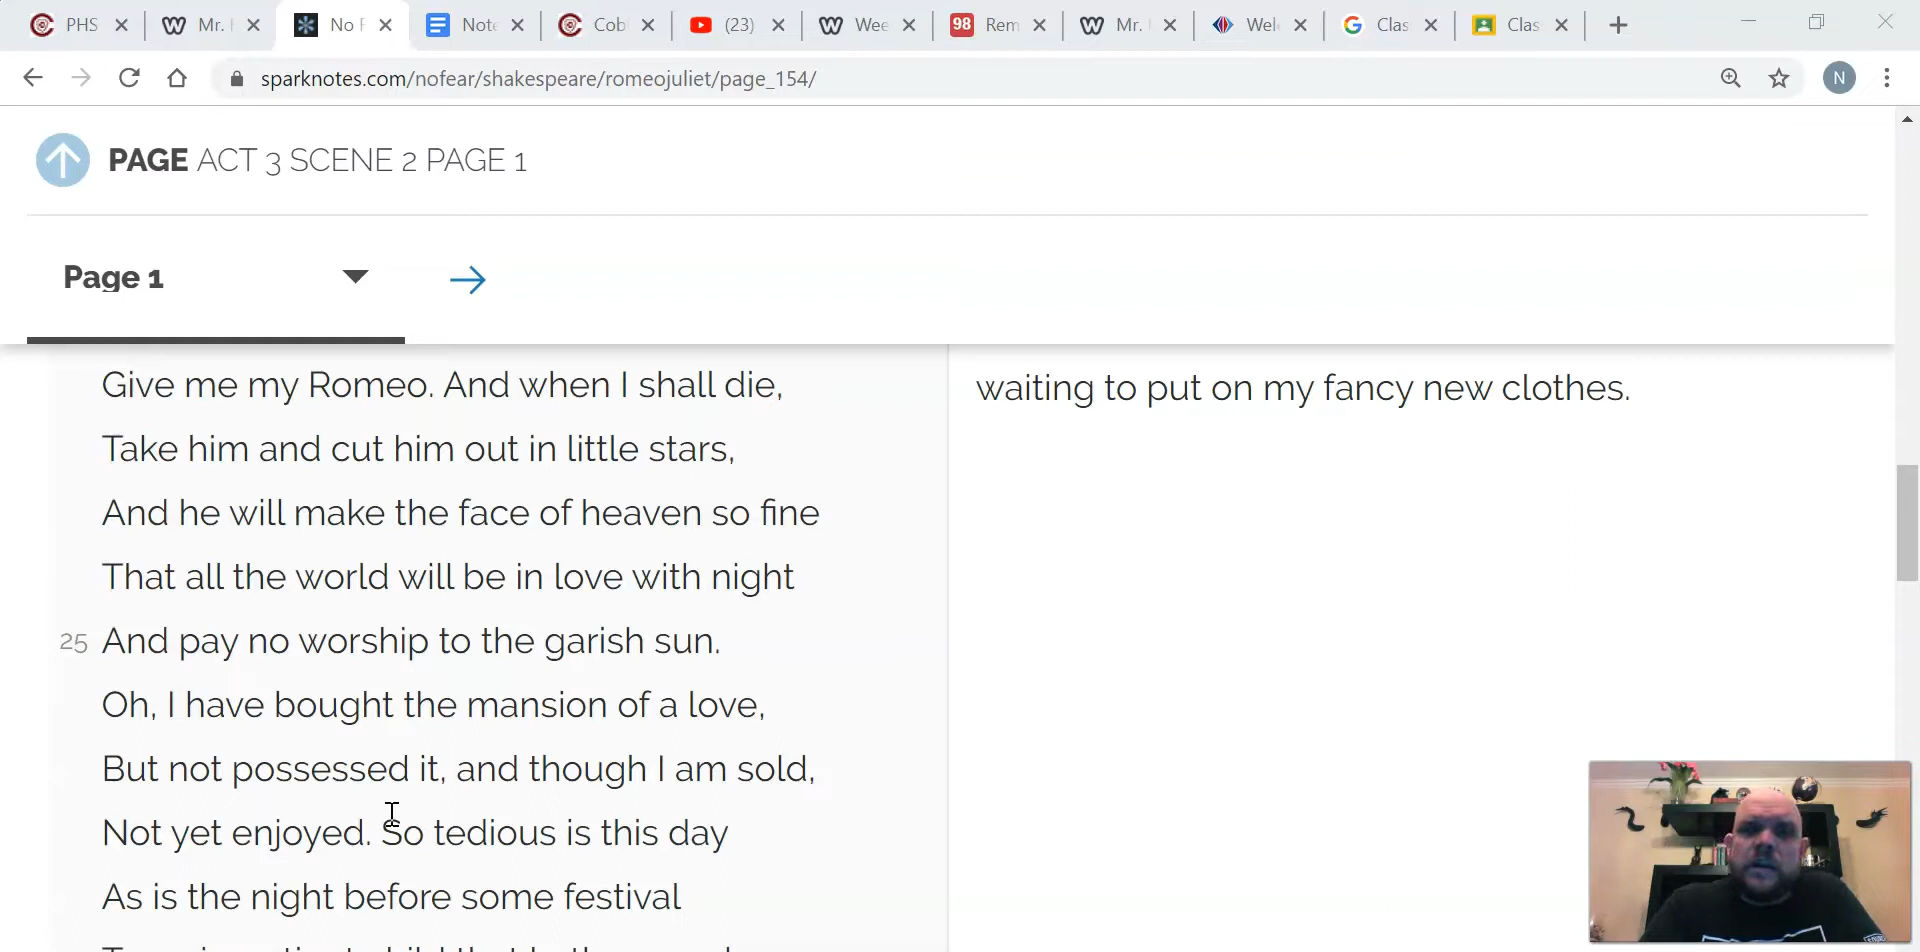 PHS
Mr.
No F
Note
Cob
(23)
Wee
98 Rem
Mr.
Wel
Clas
Clas
sparknotes.com/nofear/shakespeare/romeojuliet/page_154/
N
PAGE ACT 3 SCENE 2 PAGE 1
Page 1
Give me my Romeo. And when I shall die,
Take him and cut him out in little stars,
And he will make the face of heaven so fine
That all the world will be in love with night
25 And pay no worship to the garish sun.
Oh, I have bought the mansion of a love,
But not possessed it, and though I am sold,
Not yet enjoyed. So tedious is this day
As is the night before some festival
waiting to put on my fancy new clothes.